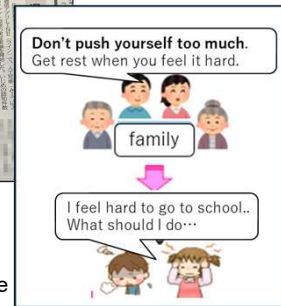 Don't push yourself too much.
Get rest when you feel it hard.
family
I feel hard to go to school..
What should I do…
e